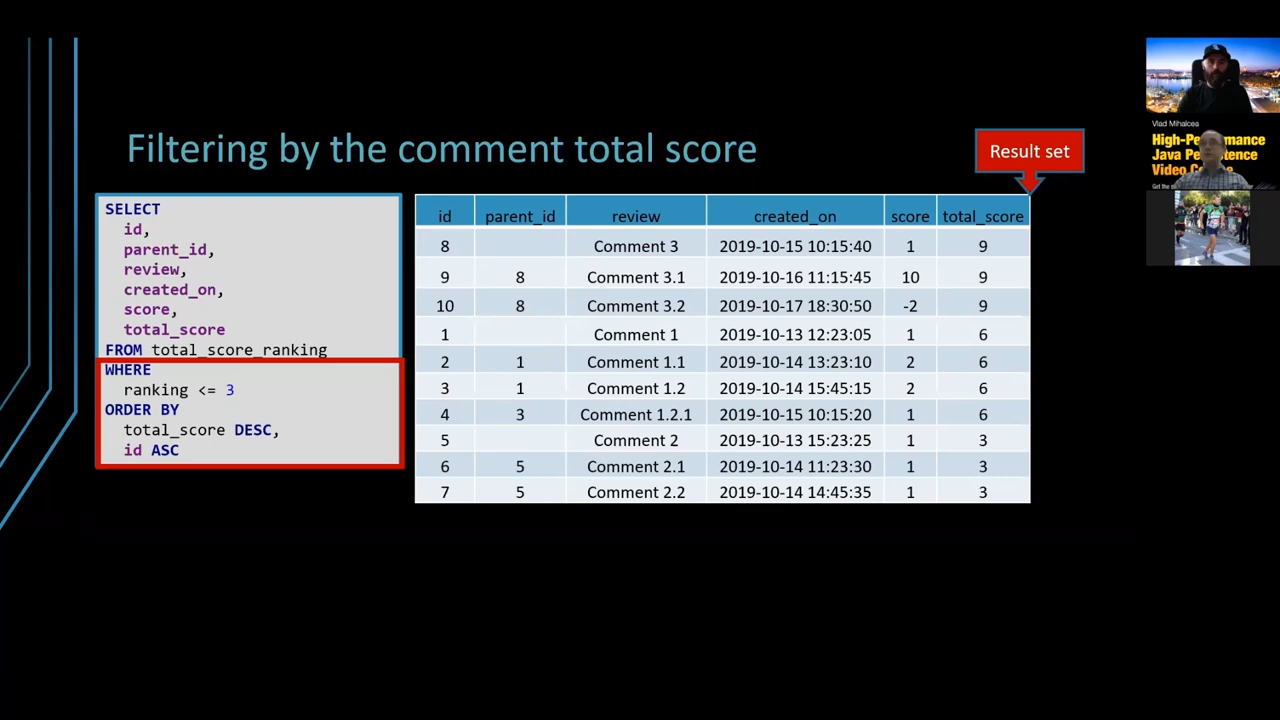 Filtering by the comment total score
Result set
SELECT
id,
parent_id,
review,
created_on,
score,
total_score
FROM total_score_ranking
WHERE
ranking <= 3
ORDER BY
total_score DESC,
id ASC
id parent_id review created_on score total_score
8 Comment 3 2019-10-15 10:15:40 1 9
9 8 Comment 3.1 2019-10-16 11:15:45 10 9
10 8 Comment 3.2 2019-10-17 18:30:50 -2 9
1 Comment 1 2019-10-13 12:23:05 1 6
2 1 Comment 1.1 2019-10-14 13:23:10 2 6
3 1 Comment 1.2 2019-10-14 15:45:15 2 6
4 3 Comment 1.2.1 2019-10-15 10:15:20 1 6
5 Comment 2 2019-10-13 15:23:25 1 3
6 5 Comment 2.1 2019-10-14 11:23:30 1 3
7 5 Comment 2.2 2019-10-14 14:45:35 1 3
Vlad Mihalcea
Java
Video
Get the